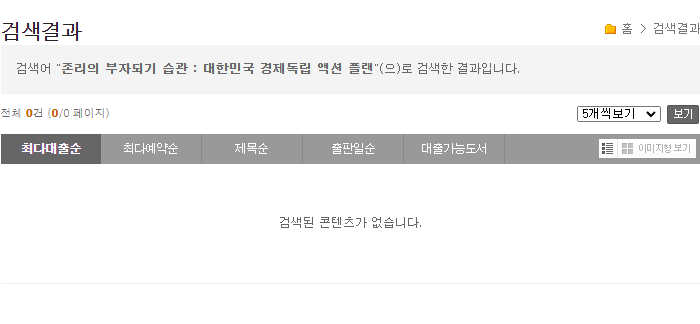 검색결과
홈 > 검색결과
검색어 "존리의 부자되기 습관 : 대한민국 경제독립 액션 플랜"(으)로 검색한 결과입니다.
전체 0건 (0/0 페이지)
5개씩보기 보기
최다대출순 최다예약순 제목순 출판일순 대출가능도서 이미지형 보기
검색된 콘텐츠가 없습니다.